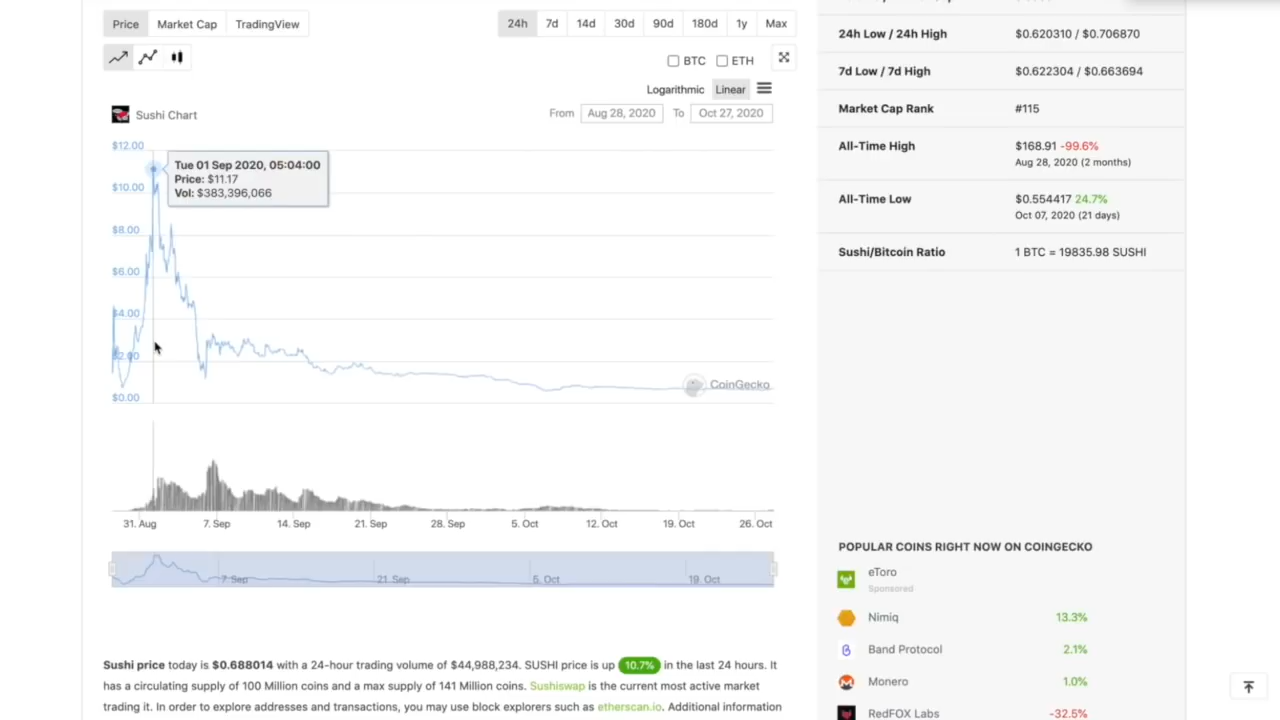 Price Market Cap TradingView 24h 7d 14d 30d 90d 180d 1y Max
BTC ETH
Logarithmic Linear
Sushi Chart From Aug 28, 2020 To Oct 27, 2020
$12.00
Tue 01 Sep 2020, 05:04:00
Price: $11.17
Vol: $383,396,066
$10.00
$8.00
$6.00
$4.00
$2.00
$0.00
CoinGecko
31. Aug 7. Sep 14. Sep 21. Sep 28. Sep 5. Oct 12. Oct 19. Oct 26. Oct
7. Sep 21. Sep 5. Oct 19. Oct
Sushi price today is $0.688014 with a 24-hour trading volume of $44,988,234. SUSHI price is up 10.7% in the last 24 hours. It
has a circulating supply of 100 Million coins and a max supply of 141 Million coins. Sushiswap is the current most active market
trading it. In order to explore addresses and transactions, you may use block explorers such as etherscan.io. Additional information
24h Low / 24h High $0.620310 / $0.706870
7d Low / 7d High $0.622304 / $0.663694
Market Cap Rank #115
All-Time High $168.91 -99.6%
Aug 28, 2020 (2 months)
All-Time Low $0.554417 24.7%
Oct 07, 2020 (21 days)
Sushi/Bitcoin Ratio 1 BTC = 19835.98 SUSHI
POPULAR COINS RIGHT NOW ON COINGECKO
eToro
Sponsored
Nimiq 13.3%
Band Protocol 2.1%
Monero 1.0%
RedFOX Labs -32.5%